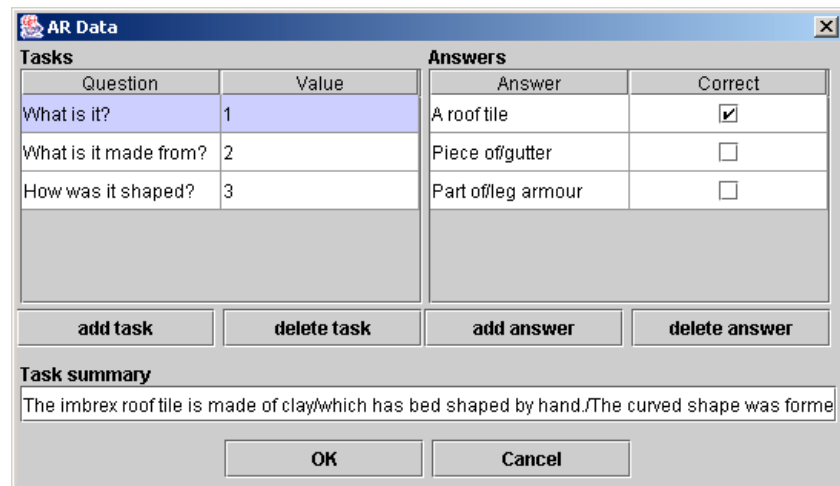 AR Data
Tasks Answers
Question Value Answer Correct
What is it? 1 A roof tile
What is it made from? 2 Piece of/gutter
How was it shaped? 3 Part of/leg armour
add task delete task add answer delete answer
Task summary
The imbrex roof tile is made of clay/which has bed shaped by hand./The curved shape was forme
OK Cancel